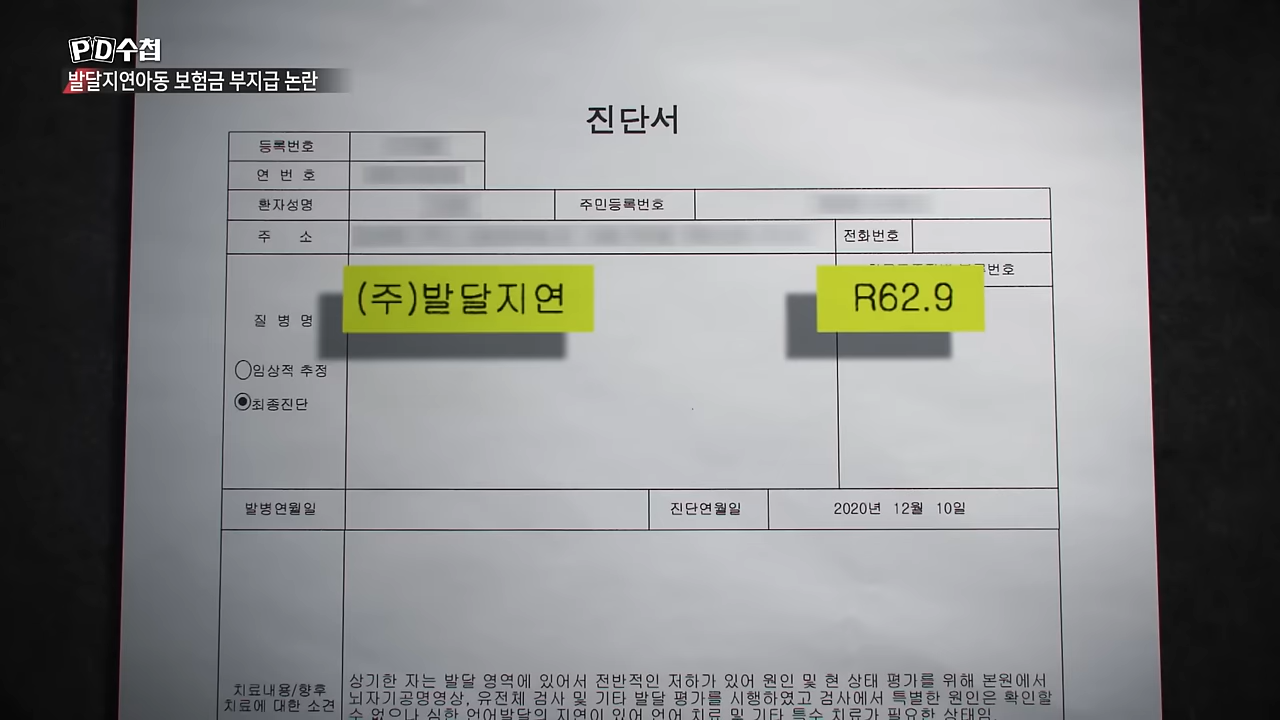 PD수첩
발달지연아동 보험금 부지급 논란
진단서
등록번호
연 번 호
환자성명 주민등록번호
주 소 전화번호
번호
(주)발달지연 R62.9
질 병 명
임상적 추정
최종진단
발병연월일 진단연월일 2020년 12월 10일
상기한 자는 발달 영역에 있어서 전반적인 저하가 있어 원인 및 현 상태 평가를 위해 본원에서
치료내용/향후 뇌자기공명영상, 유전체 검사 및 기타 발달 평가를 시행하였고 검사에서 특별한 원인은 확인할
치료에 대한 소견 수 없으나 심한 언어발달의 지연이 있어 언어 치료 및 기타 특수 치료가 필요한 상태임.